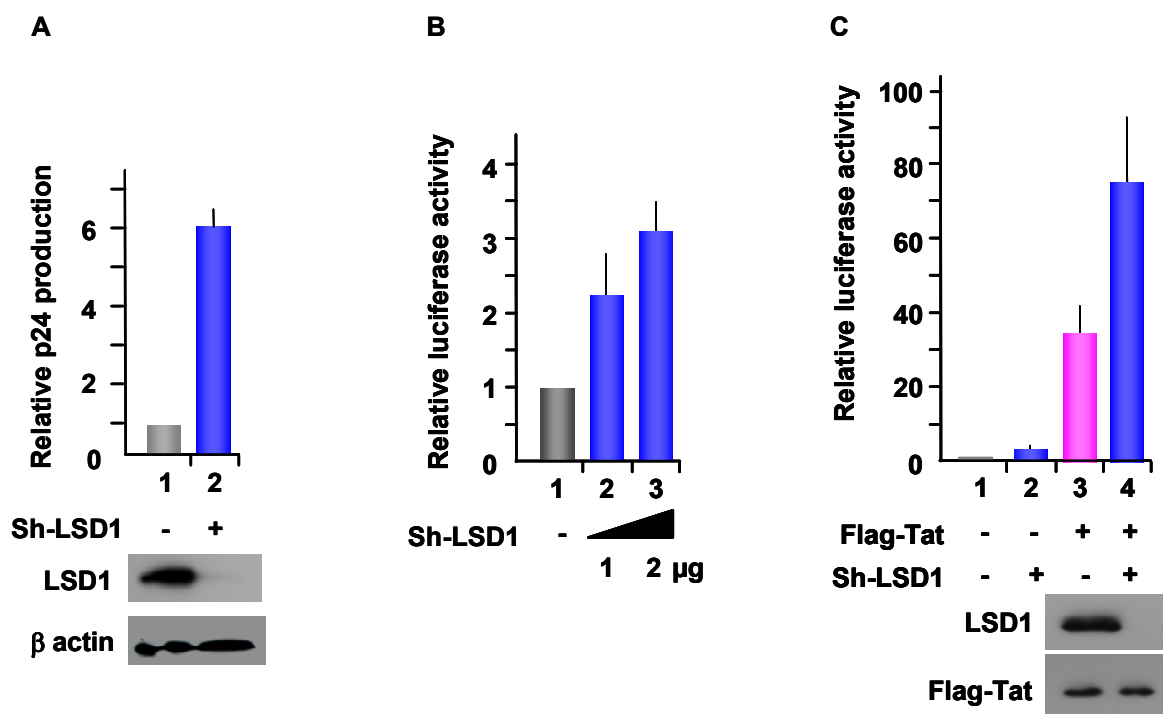 A
Relative p24 production
6
4
2
0
1 2
Sh-LSD1 - +
LSD1
β actin
B
Relative luciferase activity
4
3
2
1
0
1 2 3
Sh-LSD1 -
1 2 µg
C
Relative luciferase activity
100
80
60
40
20
0
1 2 3 4
Flag-Tat - - + +
Sh-LSD1 - + - +
LSD1
Flag-Tat